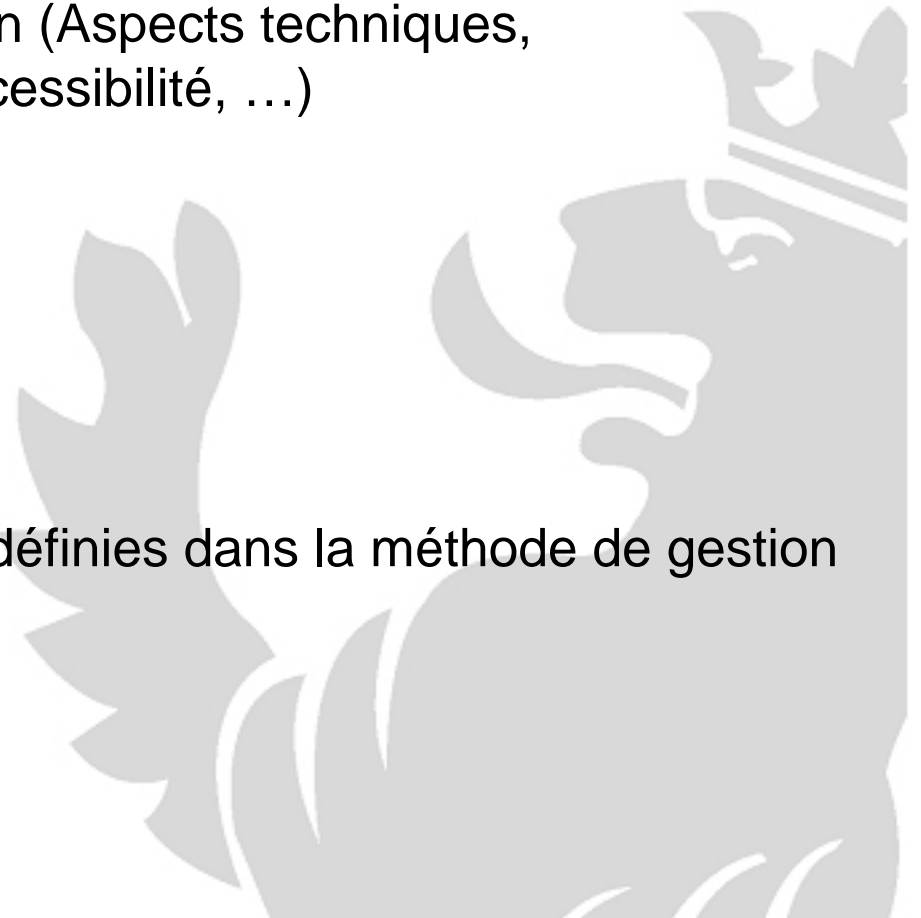 n (Aspects techniques,
cessibilité, …)
définies dans la méthode de gestion